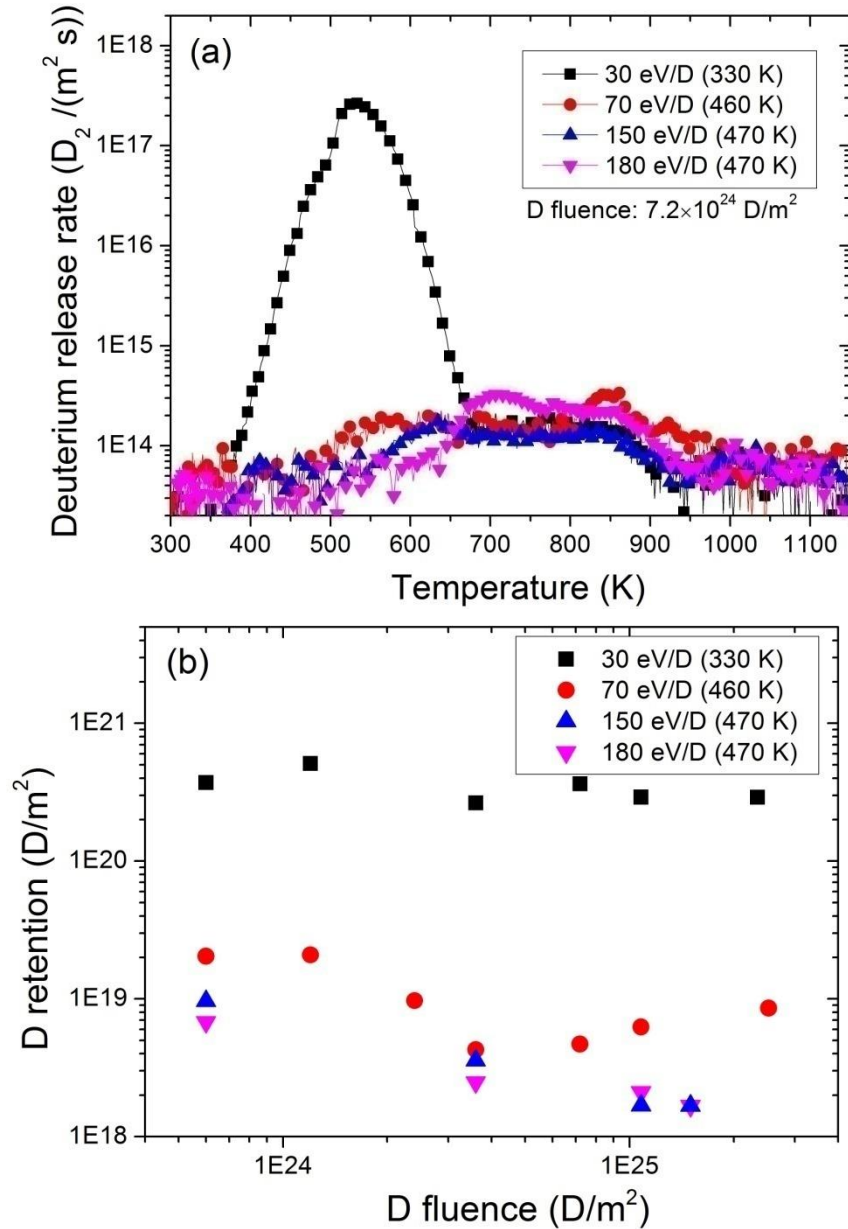 (a)
30 eV/D (330 K)
70 eV/D (460 K)
150 eV/D (470 K)
180 eV/D (470 K)
D fluence: 7.2×10²⁴ D/m²
Deuterium release rate (D₂ /(m² s))
1E18
1E17
1E16
1E15
1E14
300 400 500 600 700 800 900 1000 1100
Temperature (K)
(b)
30 eV/D (330 K)
70 eV/D (460 K)
150 eV/D (470 K)
180 eV/D (470 K)
D retention (D/m²)
1E21
1E20
1E19
1E18
1E24 1E25
D fluence (D/m²)